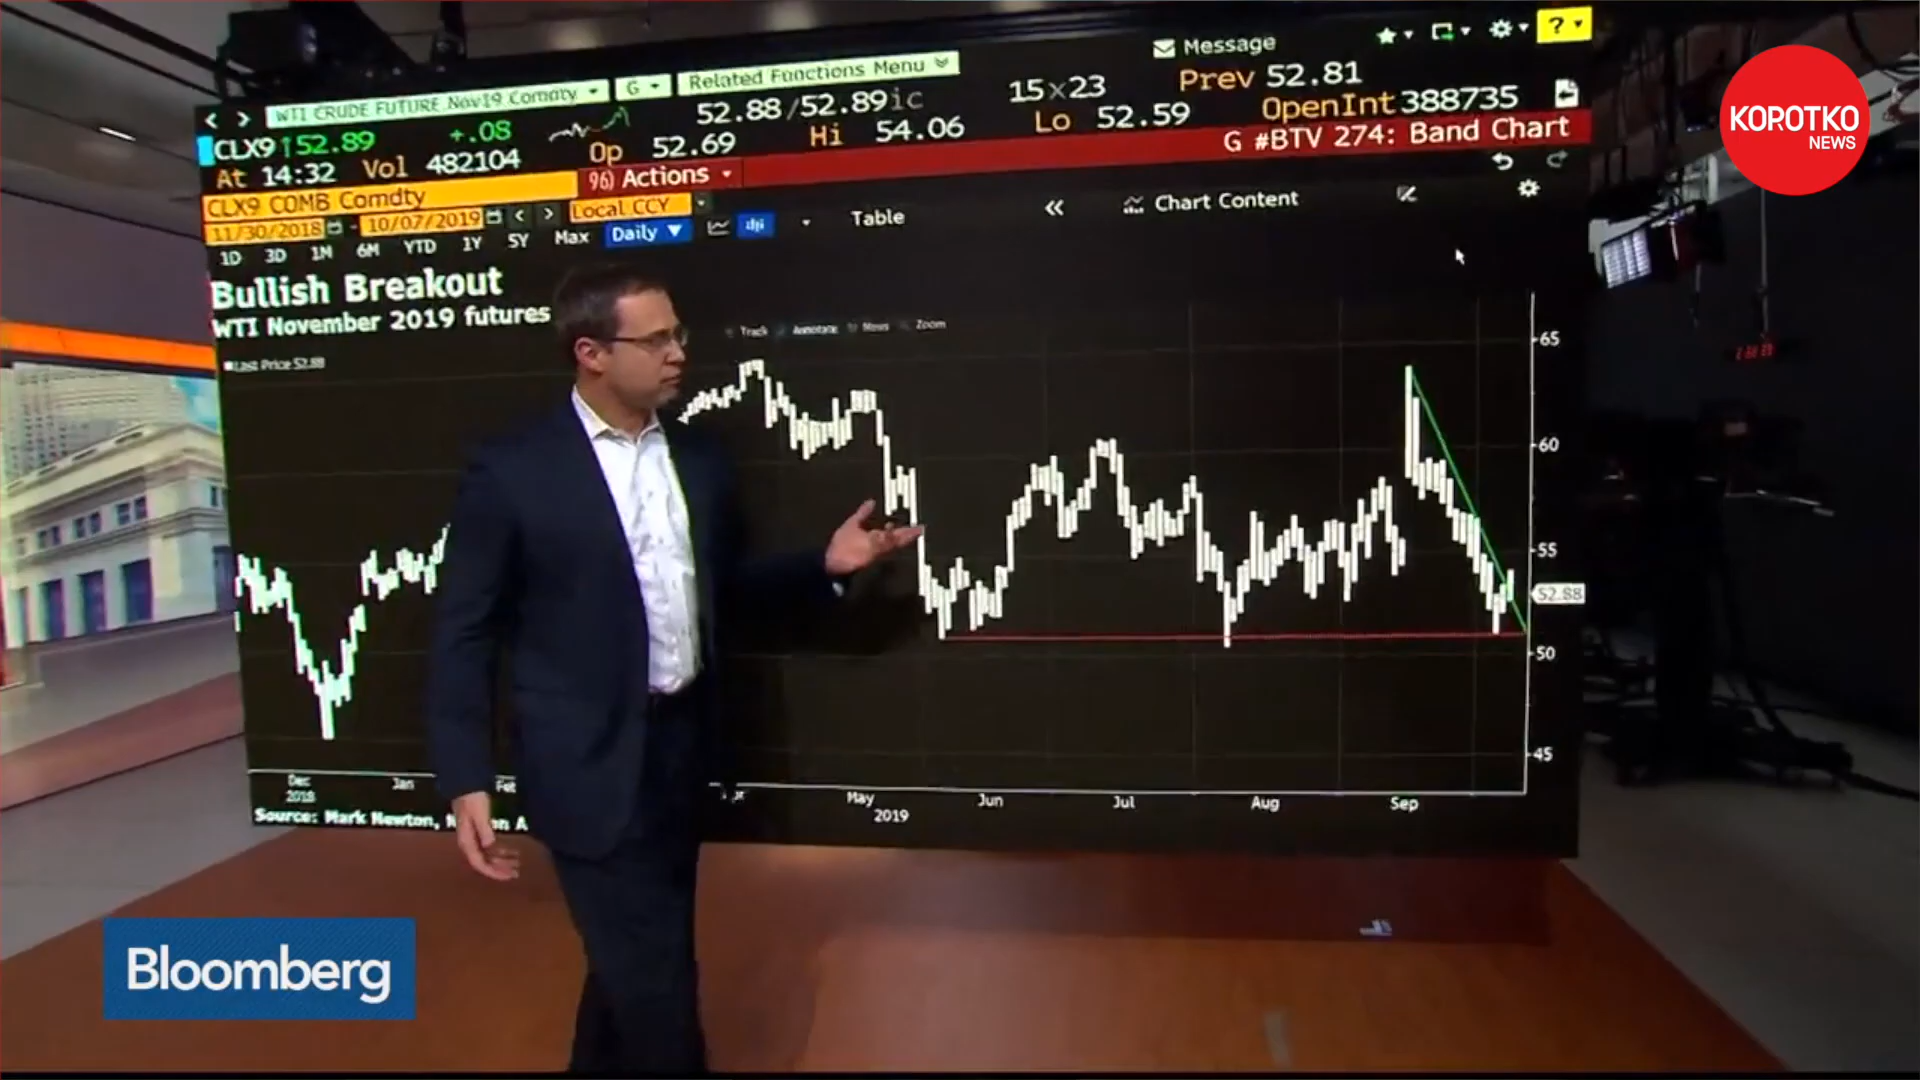 WTI CRUDE FUTURE Nov19 Comdty G Related Functions Menu Message ?
CLX9 52.89 +.08 52.88/52.89ic 15x23 Prev 52.81
At 14:32 Vol 482104 Op 52.69 Hi 54.06 Lo 52.59 OpenInt 388735
CLX9 COMB Comdty 96) Actions G #BTV 274: Band Chart
11/30/2018 - 10/07/2019 Local CCY
1D 3D 1M 6M YTD 1Y 5Y Max Daily Table Chart Content
Bullish Breakout
WTI November 2019 futures
Track Annotate News Zoom
Last Price 52.88
65
60
55
52.88
50
45
Dec Jan Feb May Jun Jul Aug Sep
2018 2019
Source: Mark Newton,
Bloomberg
KOROTKO
NEWS